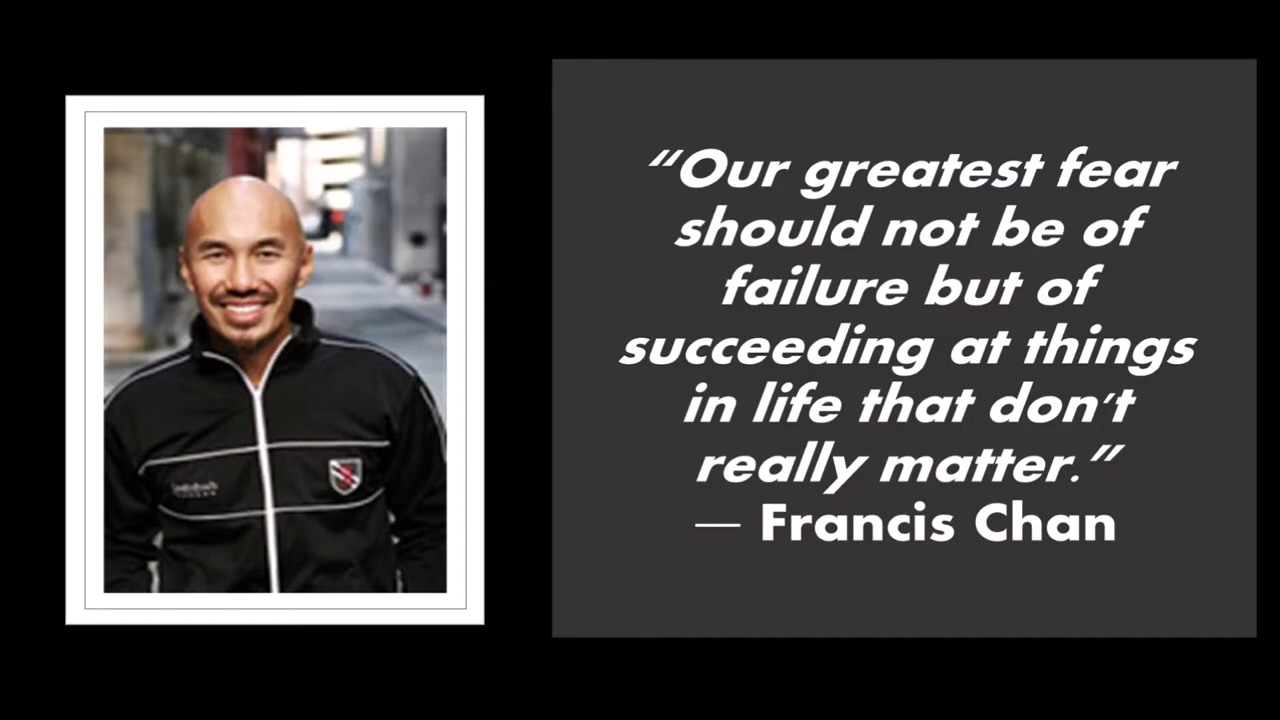 “Our greatest fear
should not be of
failure but of
succeeding at things
in life that don’t
really matter.”
— Francis Chan